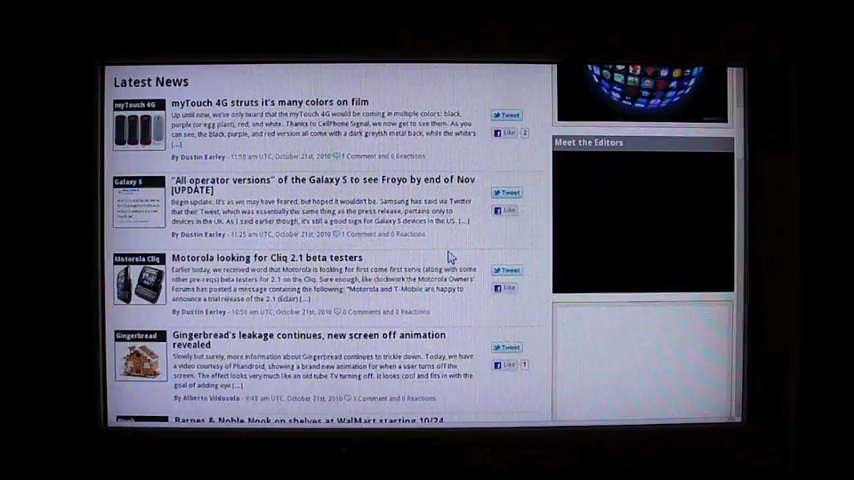 Latest News
myTouch 4G
myTouch 4G struts it's many colors on film
Up until now, we've only heard that the myTouch 4G would be coming in multiple colors: black,
purple (or egg plant), red, and white. Thanks to CellPhone Signal, we now get to see them. As you
can see, the black, purple, and red version all come with a dark greyish metal back, while the white's
[...]
By Dustin Earley - 11:58 am UTC, October 21st, 2010 1 Comment and 0 Reactions
Tweet
Like 2
Galaxy S
"All operator versions" of the Galaxy S to see Froyo by end of Nov
[UPDATE]
Begin update: It's as we may have feared, but hoped it wouldn't be. Samsung has said via Twitter
that their Tweet, which was essentially the same thing as the press release, pertains only to
devices in the UK. As I said earlier though, it's still a good sign for Galaxy S devices in the U.S. [...]
By Dustin Earley - 11:25 am UTC, October 21st, 2010 1 Comment and 0 Reactions
Tweet
Like
Motorola Cliq
Motorola looking for Cliq 2.1 beta testers
Earlier today, we received word that Motorola is looking for first come first serve (along with some
other pre-reqs) beta testers for 2.1 on the Cliq. Sure enough, like clockwork the Motorola Owners'
Forums has posted a message containing the following: "Motorola and T-Mobile are happy to
announce a trial release of the 2.1 (Éclair) [...]
By Dustin Earley - 10:50 am UTC, October 21st, 2010 0 Comments and 0 Reactions
Tweet
Like
Gingerbread
Gingerbread's leakage continues, new screen off animation
revealed
Slowly but surely, more information about Gingerbread continues to trickle down. Today, we have
a video courtesy of Phandroid, showing a brand new animation for when a user turns off the
screen. The effect looks very much like an old tube TV turning off. It looks cool and fits in with the
goal of adding eye [...]
By Alberto Vildosola - 9:48 am UTC, October 21st, 2010 1 Comment and 0 Reactions
Tweet
Like 1
Barnes & Noble Nook on shelves at WalMart starting 10/24
Meet the Editors